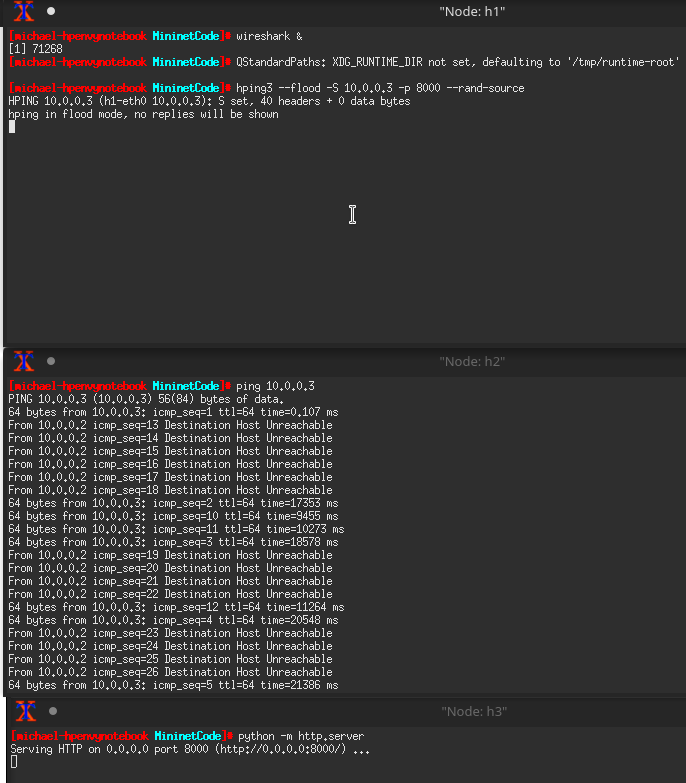 "Node: h1"
[michael-hpenvynotebook MininetCode]# wireshark &
[1] 71268
[michael-hpenvynotebook MininetCode]# QStandardPaths: XDG_RUNTIME_DIR not set, defaulting to '/tmp/runtime-root'
[michael-hpenvynotebook MininetCode]# hping3 --flood -S 10.0.0.3 -p 8000 --rand-source
HPING 10.0.0.3 (h1-eth0 10.0.0.3): S set, 40 headers + 0 data bytes
hping in flood mode, no replies will be shown
"Node: h2"
[michael-hpenvynotebook MininetCode]# ping 10.0.0.3
PING 10.0.0.3 (10.0.0.3) 56(84) bytes of data.
64 bytes from 10.0.0.3: icmp_seq=1 ttl=64 time=0.107 ms
From 10.0.0.2 icmp_seq=13 Destination Host Unreachable
From 10.0.0.2 icmp_seq=14 Destination Host Unreachable
From 10.0.0.2 icmp_seq=15 Destination Host Unreachable
From 10.0.0.2 icmp_seq=16 Destination Host Unreachable
From 10.0.0.2 icmp_seq=17 Destination Host Unreachable
From 10.0.0.2 icmp_seq=18 Destination Host Unreachable
64 bytes from 10.0.0.3: icmp_seq=2 ttl=64 time=17353 ms
64 bytes from 10.0.0.3: icmp_seq=10 ttl=64 time=9455 ms
64 bytes from 10.0.0.3: icmp_seq=11 ttl=64 time=10273 ms
64 bytes from 10.0.0.3: icmp_seq=3 ttl=64 time=18578 ms
From 10.0.0.2 icmp_seq=19 Destination Host Unreachable
From 10.0.0.2 icmp_seq=20 Destination Host Unreachable
From 10.0.0.2 icmp_seq=21 Destination Host Unreachable
From 10.0.0.2 icmp_seq=22 Destination Host Unreachable
64 bytes from 10.0.0.3: icmp_seq=12 ttl=64 time=11264 ms
64 bytes from 10.0.0.3: icmp_seq=4 ttl=64 time=20548 ms
From 10.0.0.2 icmp_seq=23 Destination Host Unreachable
From 10.0.0.2 icmp_seq=24 Destination Host Unreachable
From 10.0.0.2 icmp_seq=25 Destination Host Unreachable
From 10.0.0.2 icmp_seq=26 Destination Host Unreachable
64 bytes from 10.0.0.3: icmp_seq=5 ttl=64 time=21386 ms
"Node: h3"
[michael-hpenvynotebook MininetCode]# python -m http.server
Serving HTTP on 0.0.0.0 port 8000 (http://0.0.0.0:8000/) ...